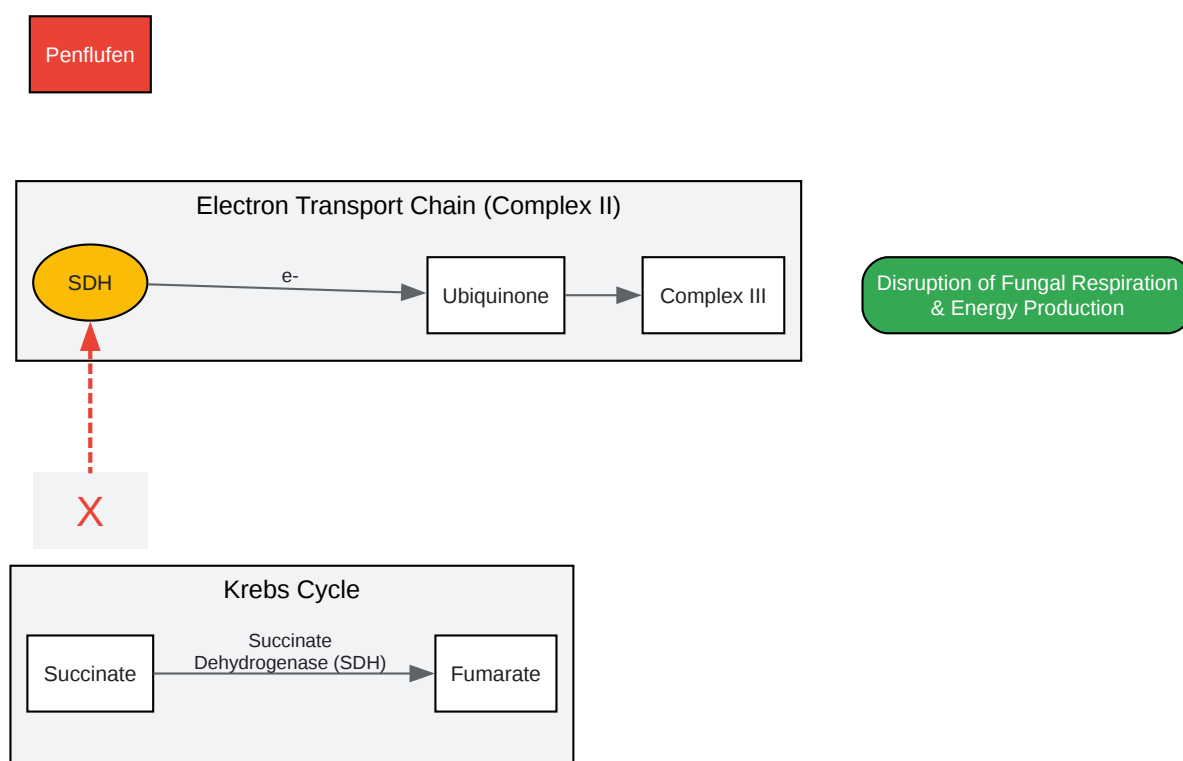 Penflufen
Electron Transport Chain (Complex II)
SDH
e-
Ubiquinone
Complex III
Disruption of Fungal Respiration
& Energy Production
X
Krebs Cycle
Succinate
Succinate
Dehydrogenase (SDH)
Fumarate